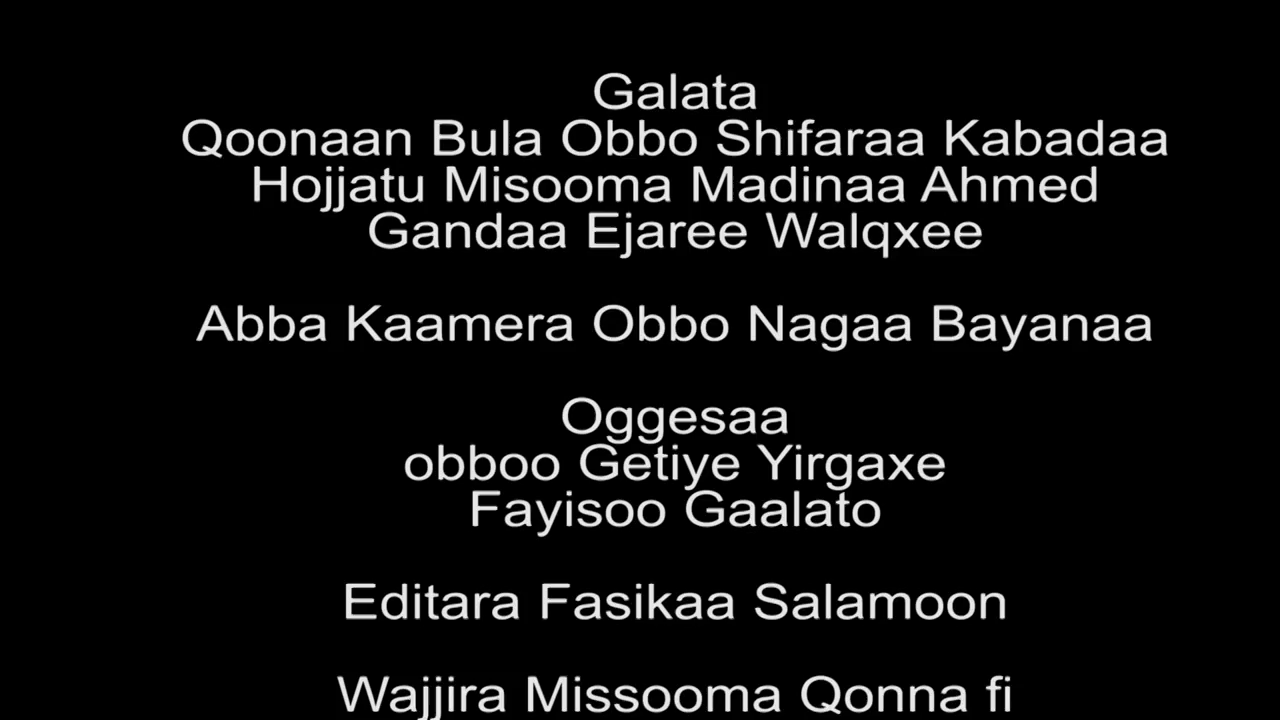 Galata
Qoonaan Bula Obbo Shifaraa Kabadaa
Hojjatu Misooma Madinaa Ahmed
Gandaa Ejaree Walqxee
Abba Kaamera Obbo Nagaa Bayanaa
Oggesaa
obboo Getiye Yirgaxe
Fayisoo Gaalato
Editara Fasikaa Salamoon
Wajjira Missooma Qonna fi